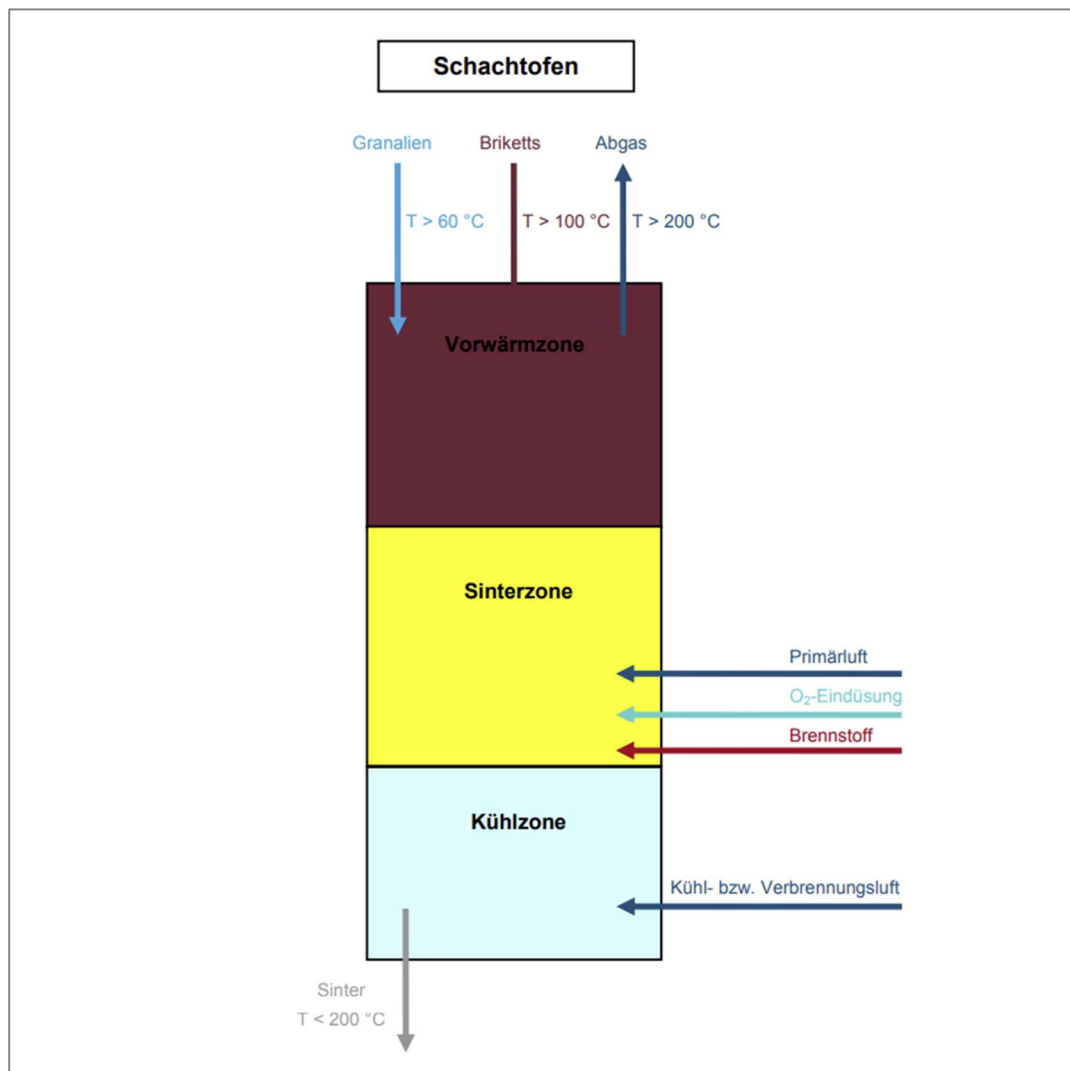 Schachtofen
Granalien
Briketts
Abgas
T > 60 °C
T > 100 °C
T > 200 °C
Vorwärmzone
Sinterzone
Primärluft
O₂-Eindüsung
Brennstoff
Kühlzone
Kühl- bzw. Verbrennungsluft
Sinter
T < 200 °C